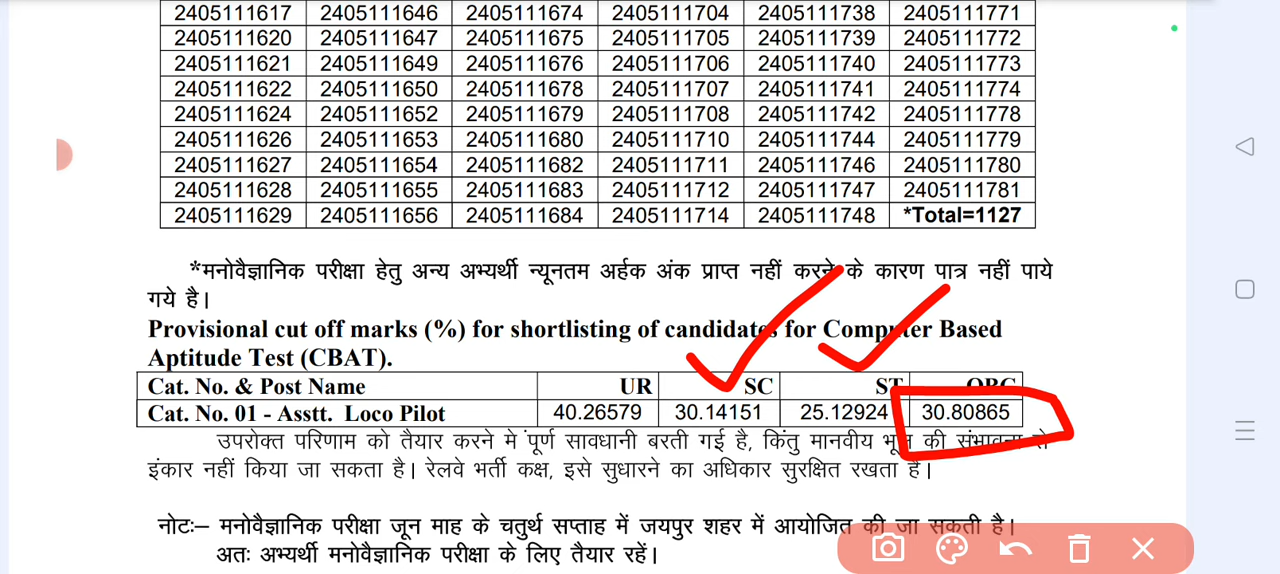 2405111617 2405111646 2405111674 2405111704 2405111738 2405111771
2405111620 2405111647 2405111675 2405111705 2405111739 2405111772
2405111621 2405111649 2405111676 2405111706 2405111740 2405111773
2405111622 2405111650 2405111678 2405111707 2405111741 2405111774
2405111624 2405111652 2405111679 2405111708 2405111742 2405111778
2405111626 2405111653 2405111680 2405111710 2405111744 2405111779
2405111627 2405111654 2405111682 2405111711 2405111746 2405111780
2405111628 2405111655 2405111683 2405111712 2405111747 2405111781
2405111629 2405111656 2405111684 2405111714 2405111748 *Total=1127
*मनोवैज्ञानिक परीक्षा हेतु अन्य अभ्यर्थी न्यूनतम अर्हक अंक प्राप्त नहीं करने के कारण पात्र नहीं पाये
गये है।
Provisional cut off marks (%) for shortlisting of candidates for Computer Based
Aptitude Test (CBAT).
Cat. No. & Post Name UR SC ST OBC
Cat. No. 01 - Asstt. Loco Pilot 40.26579 30.14151 25.12924 30.80865
उपरोक्त परिणाम को तैयार करने मे पूर्ण सावधानी बरती गई है, किंतु मानवीय भूल की संभावना से
इंकार नहीं किया जा सकता है। रेलवे भर्ती कक्ष, इसे सुधारने का अधिकार सुरक्षित रखता है।
नोटः– मनोवैज्ञानिक परीक्षा जून माह के चतुर्थ सप्ताह में जयपुर शहर में आयोजित की जा सकती है।
अतः अभ्यर्थी मनोवैज्ञानिक परीक्षा के लिए तैयार रहें।